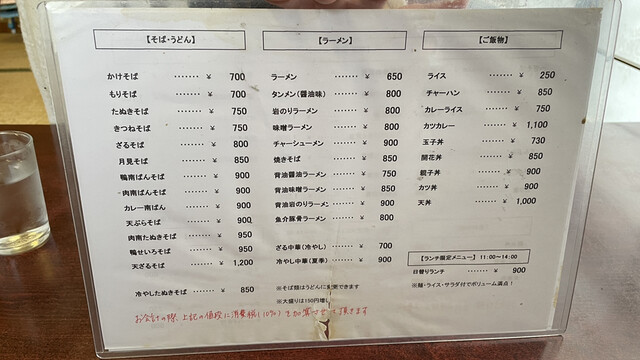 【そば・うどん】
かけそば ……… ¥ 700
もりそば ……… ¥ 700
たぬきそば ……… ¥ 750
きつねそば ……… ¥ 750
ざるそば ……… ¥ 800
月見そば ……… ¥ 850
鴨南ばんそば ……… ¥ 900
肉南ばんそば ……… ¥ 900
カレー南ばん ……… ¥ 900
天ぷらそば ……… ¥ 900
肉南たぬきそば ……… ¥ 950
鴨せいろそば ……… ¥ 950
天ざるそば ……… ¥ 1,200
冷やしたぬきそば ……… ¥ 850
【ラーメン】
ラーメン ……… ¥ 650
タンメン(醤油味) ……… ¥ 800
岩のりラーメン ……… ¥ 800
味噌ラーメン ……… ¥ 800
チャーシューメン ……… ¥ 900
焼きそば ……… ¥ 850
背油醤油ラーメン ……… ¥ 750
背油味噌ラーメン ……… ¥ 850
背油岩のりラーメン ……… ¥ 900
魚介豚骨ラーメン ……… ¥ 800
ざる中華(冷やし) ……… ¥ 700
冷やし中華(夏季) ……… ¥ 900
※そば類はうどんに変更できます
※大盛りは150円増し
【ご飯物】
ライス ……… ¥ 250
チャーハン ……… ¥ 850
カレーライス ……… ¥ 750
カツカレー ……… ¥ 1,100
玉子丼 ……… ¥ 730
開花丼 ……… ¥ 850
親子丼 ……… ¥ 900
カツ丼 ……… ¥ 900
天丼 ……… ¥ 1,000
【ランチ限定メニュー】 11:00~14:00
日替りランチ ……… ¥ 900
※麺・ライス・サラダ付でボリューム満点!
お会計の際、上記の価格に消費税(10%)を加算させて頂きます